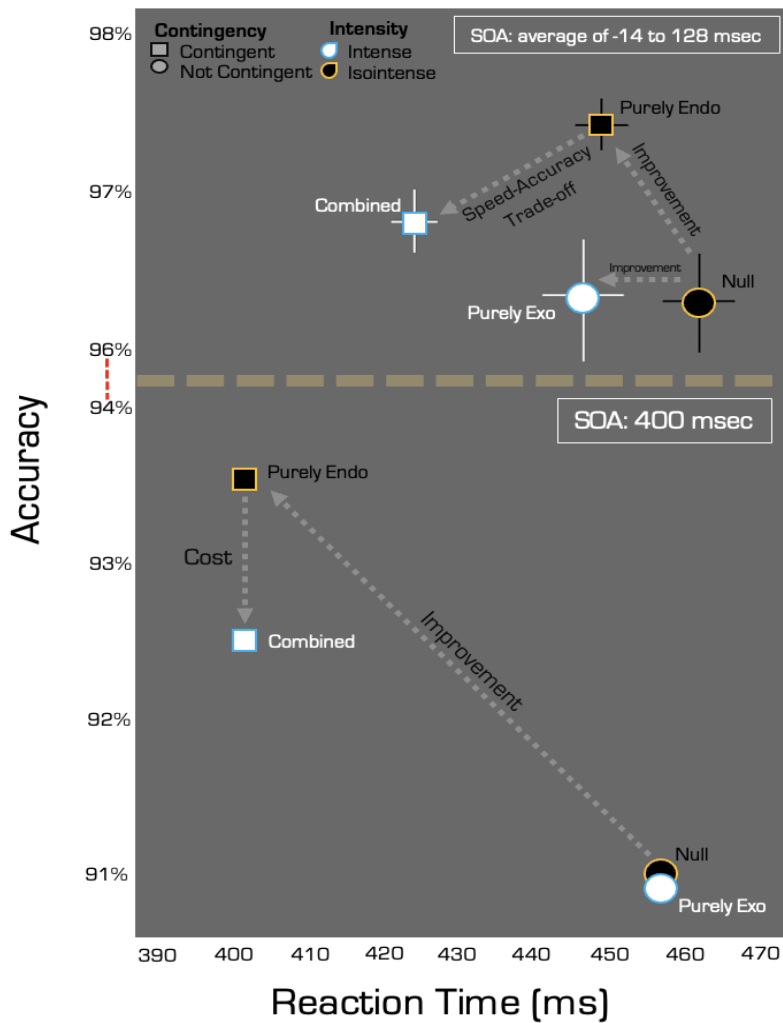 98%
Contingency
Contingent
Not Contingent
Intensity
Intense
Isointense
SOA: average of -14 to 128 msec
Purely Endo
97%
Combined
Speed-Accuracy
Trade-off
Improvement
Improvement
Null
Purely Exo
96%
94%
SOA: 400 msec
Accuracy
Purely Endo
93%
Cost
Combined
Improvement
92%
91%
Null
Purely Exo
390 400 410 420 430 440 450 460 470
Reaction Time (ms)